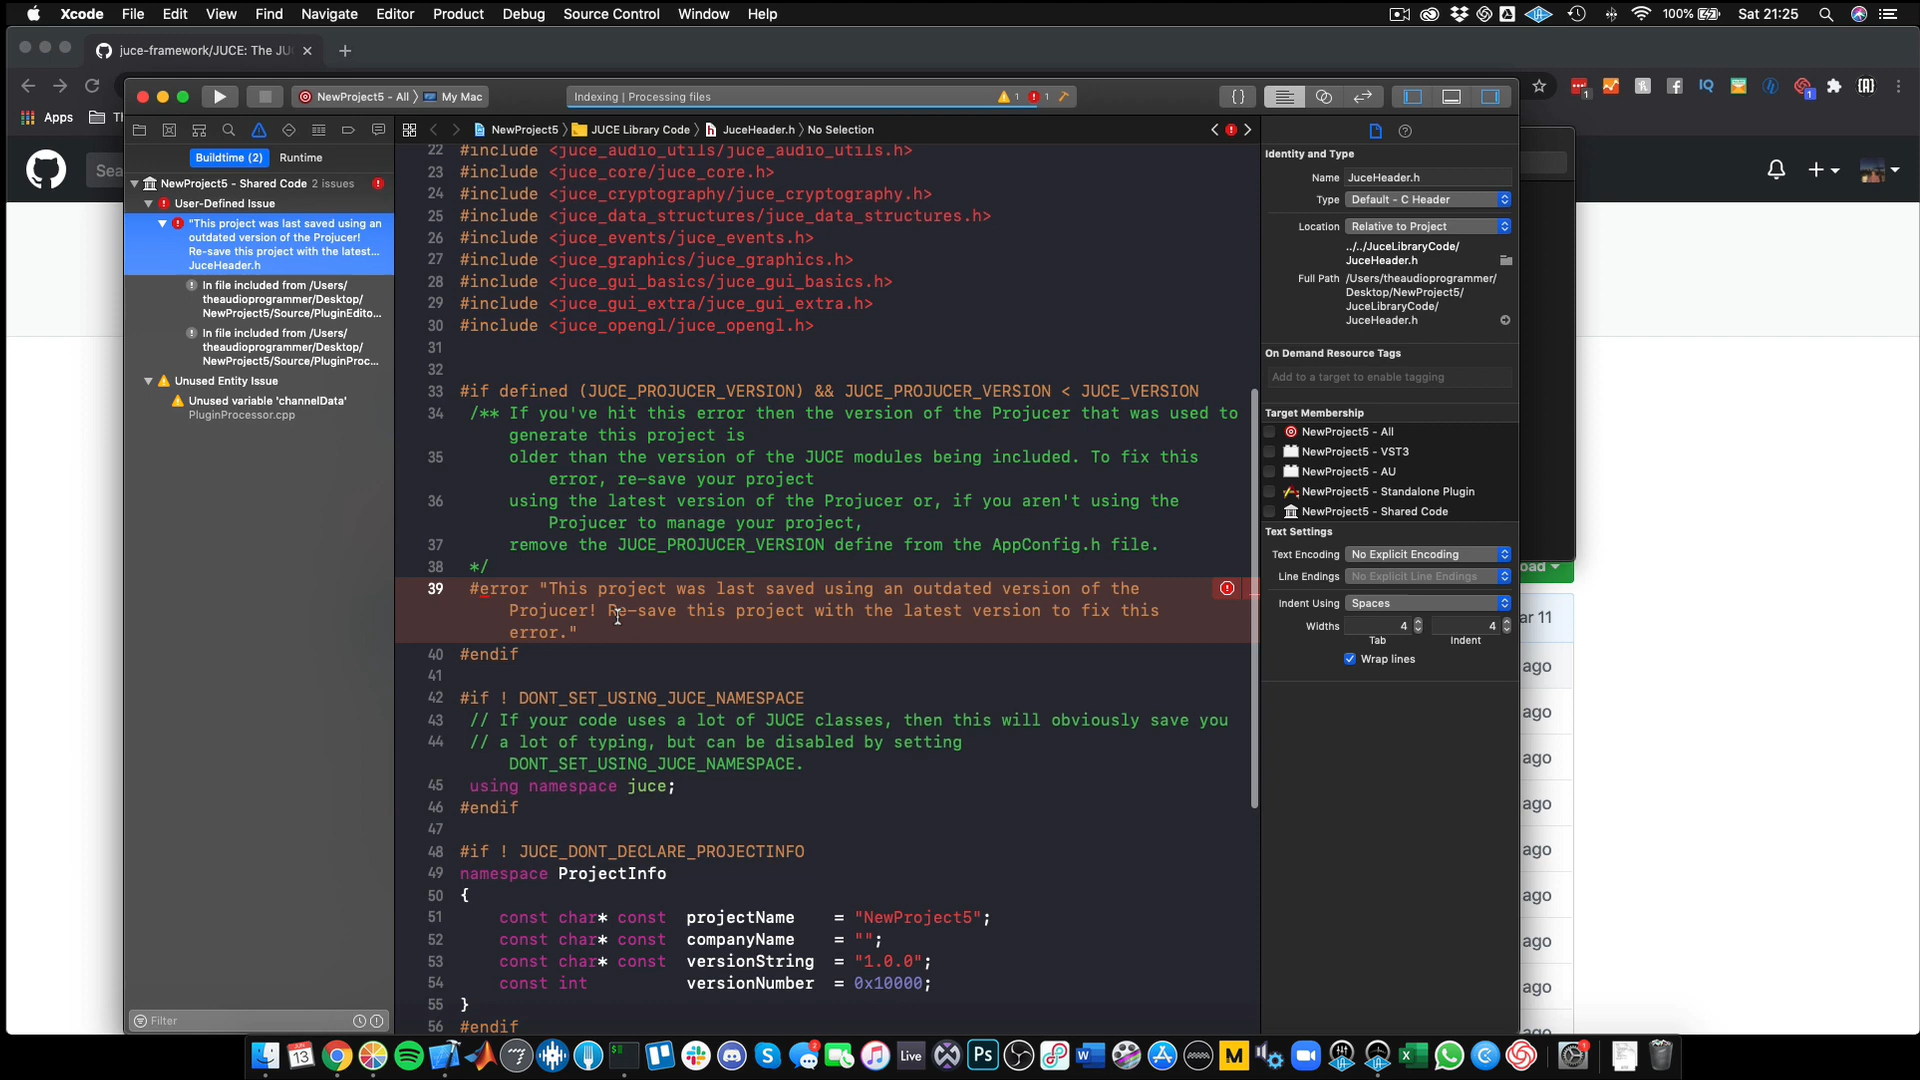 Xcode File Edit View Find Navigate Editor Product Debug Source Control Window Help
100% Sat 21:25
juce-framework/JUCE: The JU
Apps
NewProject5 - All My Mac
Indexing | Processing files
1 1
NewProject5 JUCE Library Code JuceHeader.h No Selection
Buildtime (2) Runtime
NewProject5 - Shared Code 2 issues
User-Defined Issue
"This project was last saved using an
outdated version of the Projucer!
Re-save this project with the latest...
JuceHeader.h
In file included from /Users/
theaudioprogrammer/Desktop/
NewProject5/Source/PluginEdito...
In file included from /Users/
theaudioprogrammer/Desktop/
NewProject5/Source/PluginProc...
Unused Entity Issue
Unused variable 'channelData'
PluginProcessor.cpp
Filter
22 #include <juce_audio_utils/juce_audio_utils.h>
23 #include <juce_core/juce_core.h>
24 #include <juce_cryptography/juce_cryptography.h>
25 #include <juce_data_structures/juce_data_structures.h>
26 #include <juce_events/juce_events.h>
27 #include <juce_graphics/juce_graphics.h>
28 #include <juce_gui_basics/juce_gui_basics.h>
29 #include <juce_gui_extra/juce_gui_extra.h>
30 #include <juce_opengl/juce_opengl.h>
31
32
33 #if defined (JUCE_PROJUCER_VERSION) && JUCE_PROJUCER_VERSION < JUCE_VERSION
34 /** If you've hit this error then the version of the Projucer that was used to
generate this project is
35 older than the version of the JUCE modules being included. To fix this
error, re-save your project
36 using the latest version of the Projucer or, if you aren't using the
Projucer to manage your project,
37 remove the JUCE_PROJUCER_VERSION define from the AppConfig.h file.
38 */
39 #error "This project was last saved using an outdated version of the
Projucer! Re-save this project with the latest version to fix this
error."
40 #endif
41
42 #if ! DONT_SET_USING_JUCE_NAMESPACE
43 // If your code uses a lot of JUCE classes, then this will obviously save you
44 // a lot of typing, but can be disabled by setting
DONT_SET_USING_JUCE_NAMESPACE.
45 using namespace juce;
46 #endif
47
48 #if ! JUCE_DONT_DECLARE_PROJECTINFO
49 namespace ProjectInfo
50 {
51 const char* const projectName = "NewProject5";
52 const char* const companyName = "";
53 const char* const versionString = "1.0.0";
54 const int versionNumber = 0x10000;
55 }
56 #endif
Identity and Type
Name JuceHeader.h
Type Default - C Header
Location Relative to Project
../../JuceLibraryCode/
JuceHeader.h
Full Path /Users/theaudioprogrammer/
Desktop/NewProject5/
JuceLibraryCode/
JuceHeader.h
On Demand Resource Tags
Add to a target to enable tagging
Target Membership
NewProject5 - All
NewProject5 - VST3
NewProject5 - AU
NewProject5 - Standalone Plugin
NewProject5 - Shared Code
Text Settings
Text Encoding No Explicit Encoding
Line Endings No Explicit Line Endings
Indent Using Spaces
Widths 4 4
Tab Indent
Wrap lines
oad
ar 11
ago
ago
ago
ago
ago
ago
ago
ago
13
Live
Ps